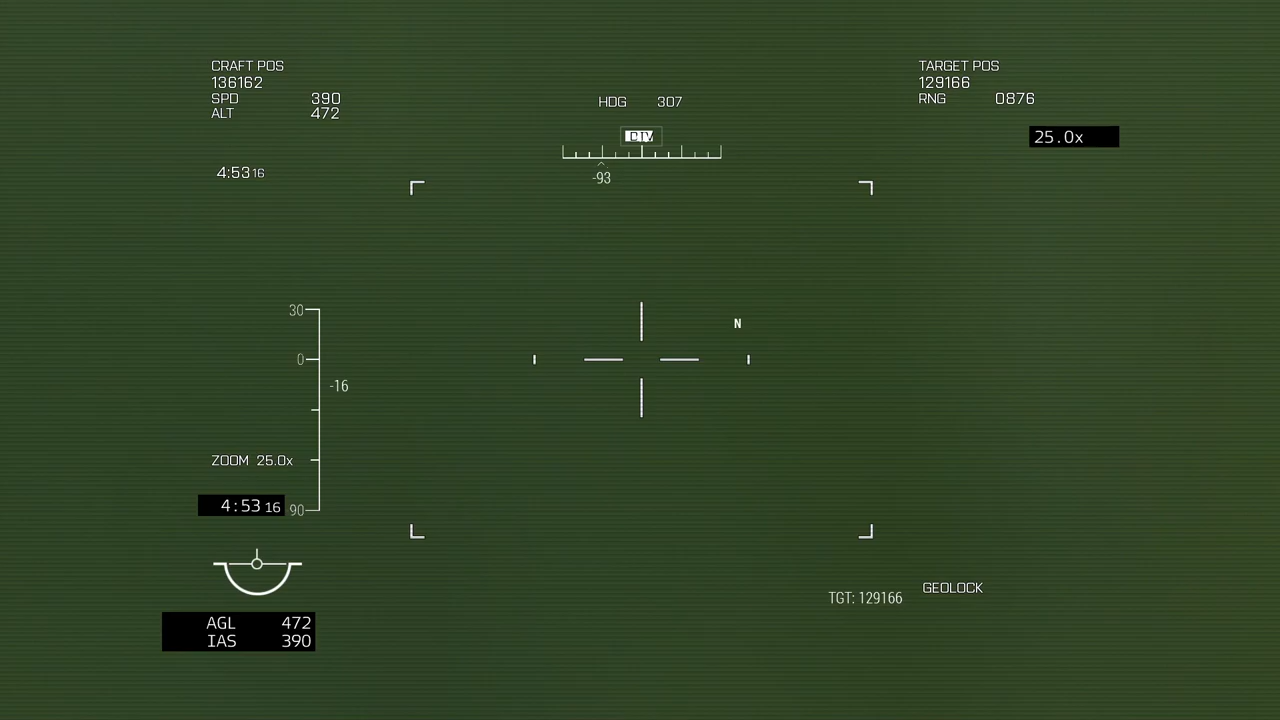 CRAFT POS
136162
SPD 390
ALT 472
4:53 16
HDG 307
-93
TARGET POS
129166
RNG 0876
25.0x
N
30
0
-16
ZOOM 25.0x
4:53 16
90
AGL 472
IAS 390
TGT: 129166
GEOLOCK